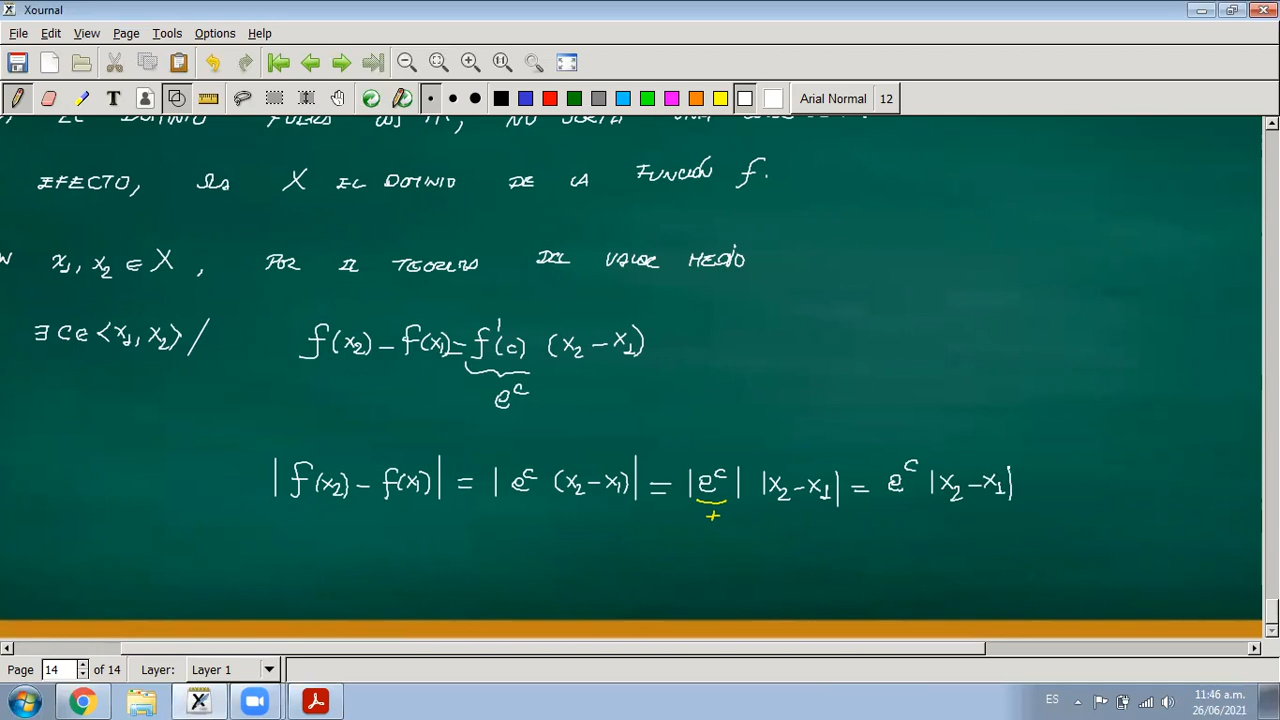 Xournal
File Edit View Page Tools Options Help
Arial Normal 12
EL DOMINIO
EFECTO, X EL DOMINIO DE LA FUNCIÓN f.
x₁, x₂ ∈ X , POR EL TEOREMA DEL VALOR MEDIO
∃ c ∈ <x₁, x₂> / f(x₂) - f(x₁) = f'(c) (x₂ - x₁)
e^c
|f(x₂) - f(x₁)| = |e^c (x₂-x₁)| = |e^c| |x₂-x₁| = e^c |x₂-x₁|
+
Page 14 of 14 Layer: Layer 1
ES 11:46 a.m.
26/06/2021